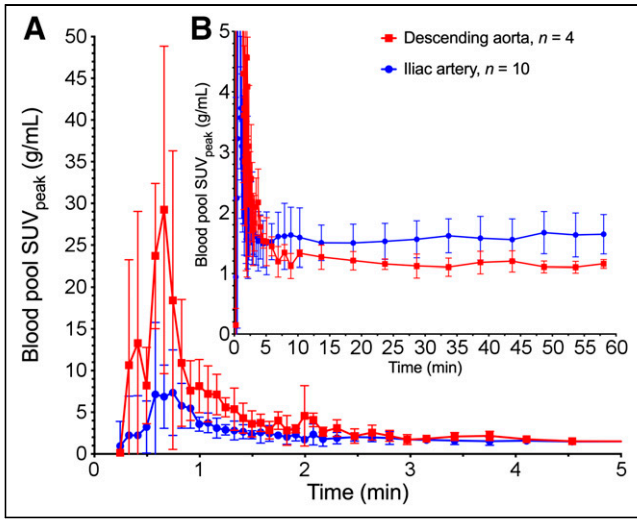 A
B
Descending aorta, n = 4
Iliac artery, n = 10
Blood pool SUVpeak (g/mL)
50
45
40
35
30
25
20
15
10
5
0
0
1
2
3
4
5
Time (min)
Blood pool SUVpeak (g/mL)
5
4
3
2
1
0
0 5 10 15 20 25 30 35 40 45 50 55 60
Time (min)